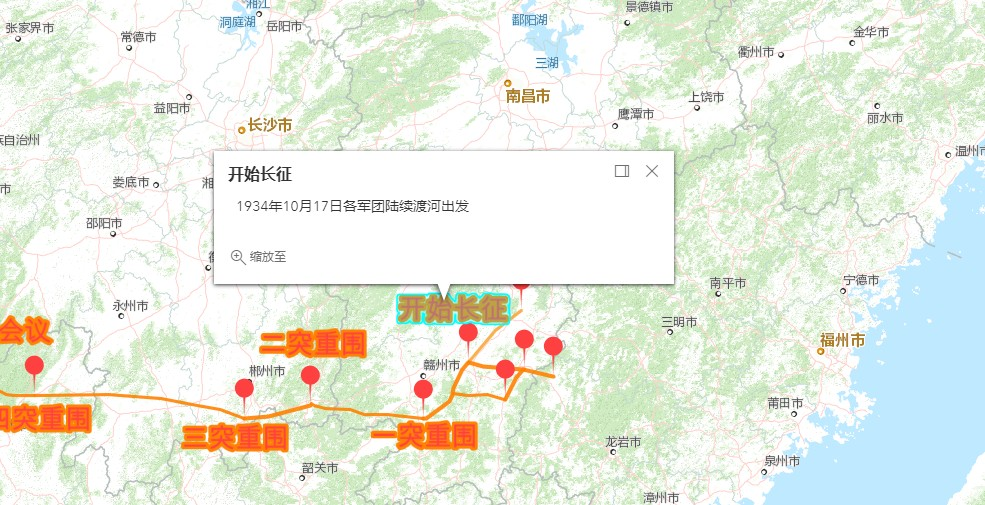 湘江
张家界市
常德市
洞庭湖
岳阳市
鄱阳湖
景德镇市
金华市
衢州市
三湖
南昌市
益阳市
长沙市
鹰潭市
上饶市
丽水市
自治州
温州市
娄底市
湘
邵阳市
开始长征
1934年10月17日各军团陆续渡河出发
缩放至
永州市
开始长征
南平市
宁德市
三明市
福州市
会议
二突重围
郴州市
赣州市
四突重围
三突重围
一突重围
莆田市
龙岩市
韶关市
泉州市
漳州市